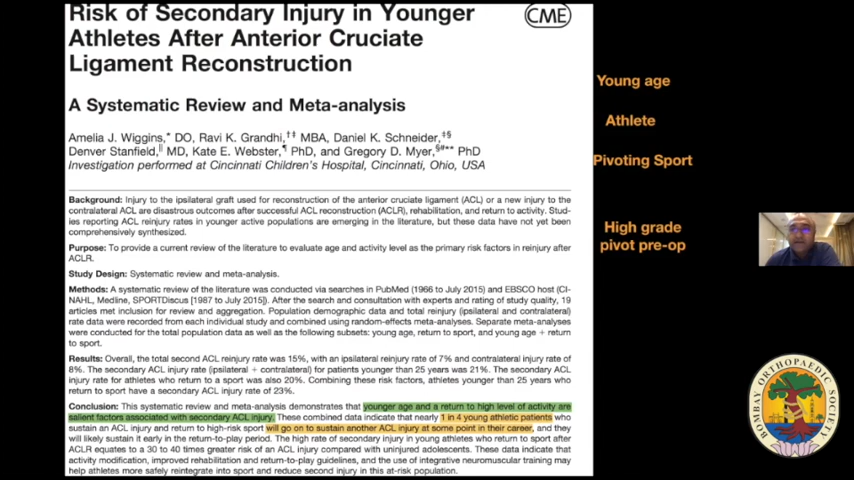 Risk of Secondary Injury in Younger
Athletes After Anterior Cruciate
Ligament Reconstruction
CME
A Systematic Review and Meta-analysis
Amelia J. Wiggins,* DO, Ravi K. Grandhi,†‡ MBA, Daniel K. Schneider,‡§
Denver Stanfield,|| MD, Kate E. Webster,¶ PhD, and Gregory D. Myer,§#** PhD
Investigation performed at Cincinnati Children's Hospital, Cincinnati, Ohio, USA
Background: Injury to the ipsilateral graft used for reconstruction of the anterior cruciate ligament (ACL) or a new injury to the
contralateral ACL are disastrous outcomes after successful ACL reconstruction (ACLR), rehabilitation, and return to activity. Stud-
ies reporting ACL reinjury rates in younger active populations are emerging in the literature, but these data have not yet been
comprehensively synthesized.
Purpose: To provide a current review of the literature to evaluate age and activity level as the primary risk factors in reinjury after
ACLR.
Study Design: Systematic review and meta-analysis.
Methods: A systematic review of the literature was conducted via searches in PubMed (1966 to July 2015) and EBSCO host (CI-
NAHL, Medline, SPORTDiscus [1987 to July 2015]). After the search and consultation with experts and rating of study quality, 19
articles met inclusion for review and aggregation. Population demographic data and total reinjury (ipsilateral and contralateral)
rate data were recorded from each individual study and combined using random-effects meta-analyses. Separate meta-analyses
were conducted for the total population data as well as the following subsets: young age, return to sport, and young age + return
to sport.
Results: Overall, the total second ACL reinjury rate was 15%, with an ipsilateral reinjury rate of 7% and contralateral injury rate of
8%. The secondary ACL injury rate (ipsilateral + contralateral) for patients younger than 25 years was 21%. The secondary ACL
injury rate for athletes who return to a sport was also 20%. Combining these risk factors, athletes younger than 25 years who
return to sport have a secondary ACL injury rate of 23%.
Conclusion: This systematic review and meta-analysis demonstrates that younger age and a return to high level of activity are
salient factors associated with secondary ACL injury. These combined data indicate that nearly 1 in 4 young athletic patients who
sustain an ACL injury and return to high-risk sport will go on to sustain another ACL injury at some point in their career, and they
will likely sustain it early in the return-to-play period. The high rate of secondary injury in young athletes who return to sport after
ACLR equates to a 30 to 40 times greater risk of an ACL injury compared with uninjured adolescents. These data indicate that
activity modification, improved rehabilitation and return-to-play guidelines, and the use of integrative neuromuscular training may
help athletes more safely reintegrate into sport and reduce second injury in this at-risk population.
Young age
Athlete
Pivoting Sport
High grade
pivot pre-op
BOMBAY ORTHOPAEDIC SOCIETY